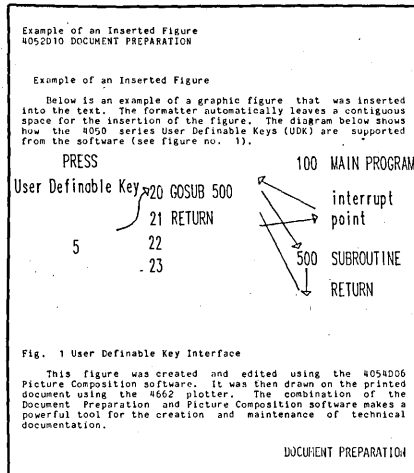 Example of an Inserted Figure
4052D10 DOCUMENT PREPARATION
Example of an Inserted Figure
Below is an example of a graphic figure that was inserted
into the text. The formatter automatically leaves a contiguous
space for the insertion of the figure. The diagram below shows
how the 4050 series User Definable Keys (UDK) are supported
from the software (see figure no. 1).
PRESS
User Definable Key
5
20 GOSUB 500
21 RETURN
22
23
100 MAIN PROGRAM
interrupt
point
500 SUBROUTINE
RETURN
Fig. 1 User Definable Key Interface
This figure was created and edited using the 4054D06
Picture Composition software. It was then drawn on the printed
document using the 4662 plotter. The combination of the
Document Preparation and Picture Composition software makes a
powerful tool for the creation and maintenance of technical
documentation.
DOCUMENT PREPARATION